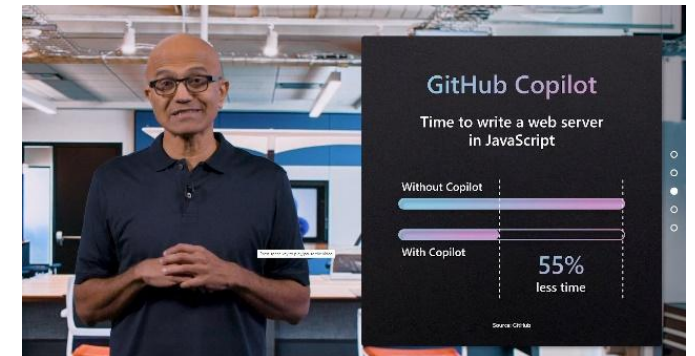 GitHub Copilot
Time to write a web server
in JavaScript
Without Copilot
With Copilot
55%
less time
Source: GitHub